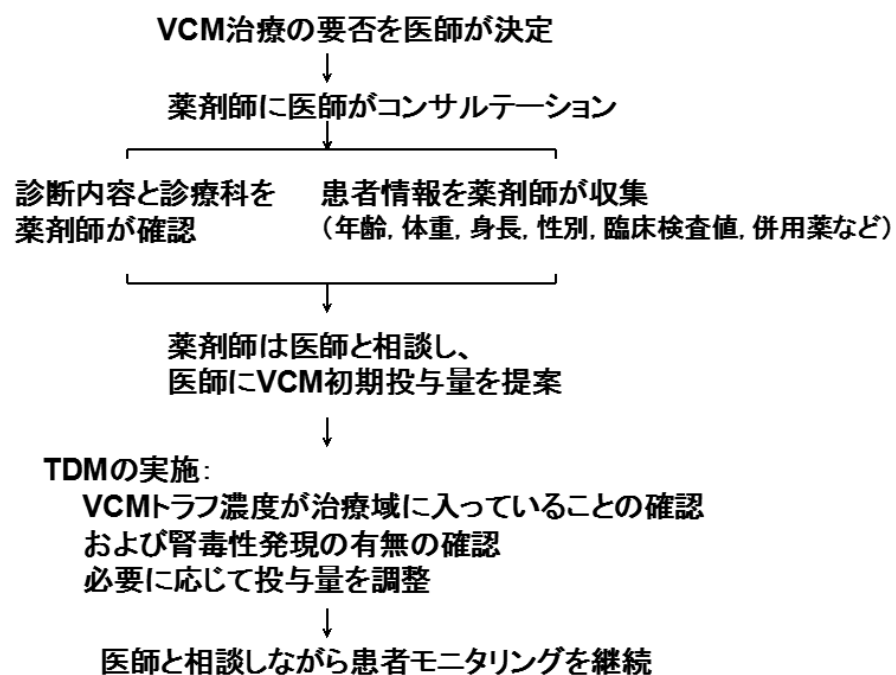 VCM治療の要否を医師が決定
薬剤師に医師がコンサルテーション
診断内容と診療科を
薬剤師が確認
患者情報を薬剤師が収集
（年齢, 体重, 身長, 性別, 臨床検査値, 併用薬など）
薬剤師は医師と相談し、
医師にVCM初期投与量を提案
TDMの実施：
VCMトラフ濃度が治療域に入っていることの確認
および腎毒性発現の有無の確認
必要に応じて投与量を調整
医師と相談しながら患者モニタリングを継続